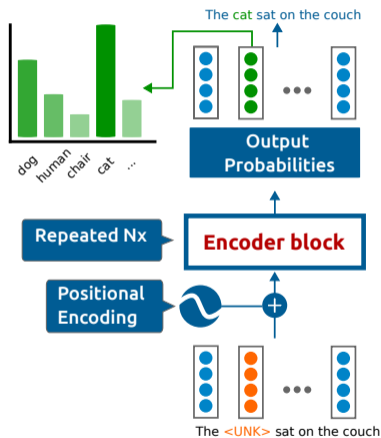 The cat sat on the couch
dog
human
chair
cat
...
Output
Probabilities
Repeated Nx
Encoder block
Positional
Encoding
The <UNK> sat on the couch